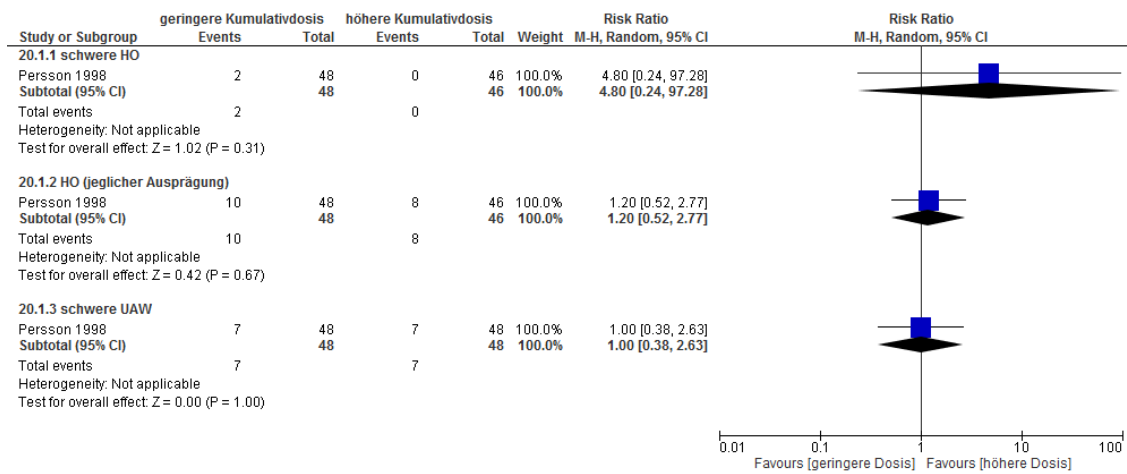 geringere Kumulativdosis höhere Kumulativdosis Risk Ratio Risk Ratio
Study or Subgroup Events Total Events Total Weight M-H, Random, 95% CI M-H, Random, 95% CI
20.1.1 schwere HO
Persson 1998 2 48 0 46 100.0% 4.80 [0.24, 97.28]
Subtotal (95% CI) 48 46 100.0% 4.80 [0.24, 97.28]
Total events 2 0
Heterogeneity: Not applicable
Test for overall effect: Z = 1.02 (P = 0.31)
20.1.2 HO (jeglicher Ausprägung)
Persson 1998 10 48 8 46 100.0% 1.20 [0.52, 2.77]
Subtotal (95% CI) 48 46 100.0% 1.20 [0.52, 2.77]
Total events 10 8
Heterogeneity: Not applicable
Test for overall effect: Z = 0.42 (P = 0.67)
20.1.3 schwere UAW
Persson 1998 7 48 7 48 100.0% 1.00 [0.38, 2.63]
Subtotal (95% CI) 48 48 100.0% 1.00 [0.38, 2.63]
Total events 7 7
Heterogeneity: Not applicable
Test for overall effect: Z = 0.00 (P = 1.00)
0.01 0.1 1 10 100
Favours [geringere Dosis] Favours [höhere Dosis]